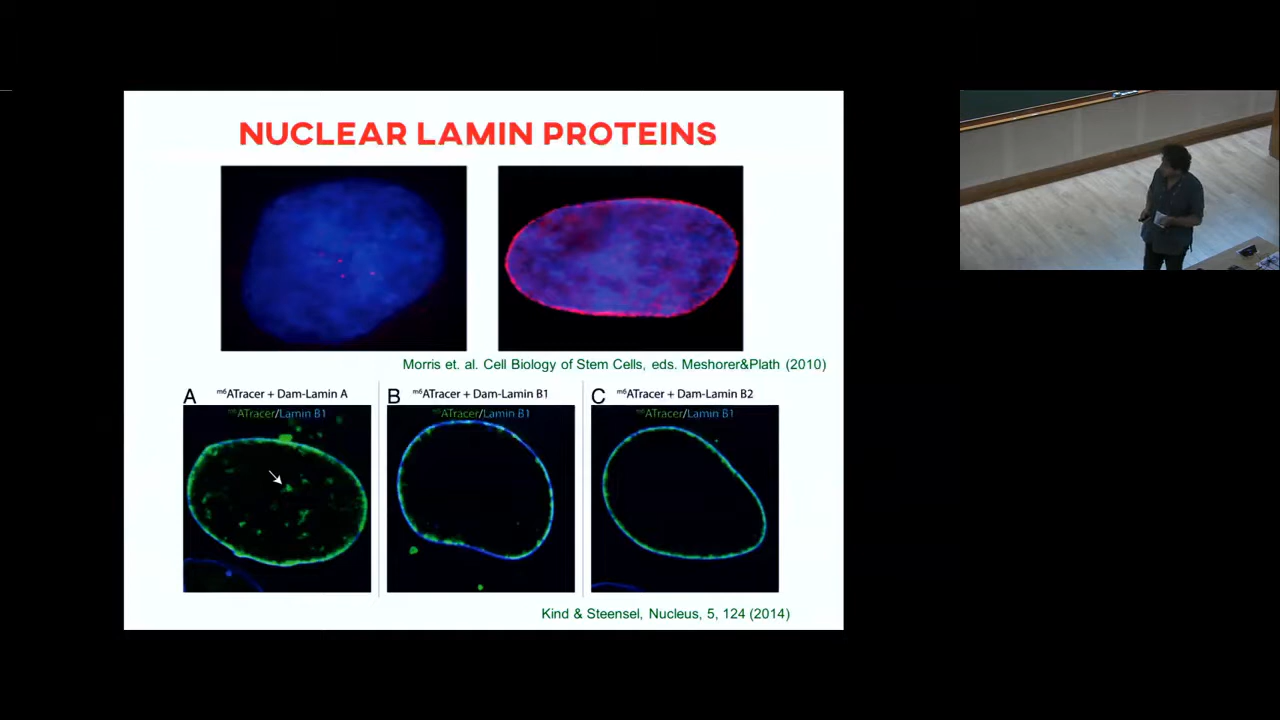 NUCLEAR LAMIN PROTEINS
Morris et. al. Cell Biology of Stem Cells, eds. Meshorer&Plath (2010)
A m6ATracer + Dam-Lamin A
m6ATracer/Lamin B1
B m6ATracer + Dam-Lamin B1
m6ATracer/Lamin B1
C m6ATracer + Dam-Lamin B2
m6ATracer/Lamin B1
Kind & Steensel, Nucleus, 5, 124 (2014)